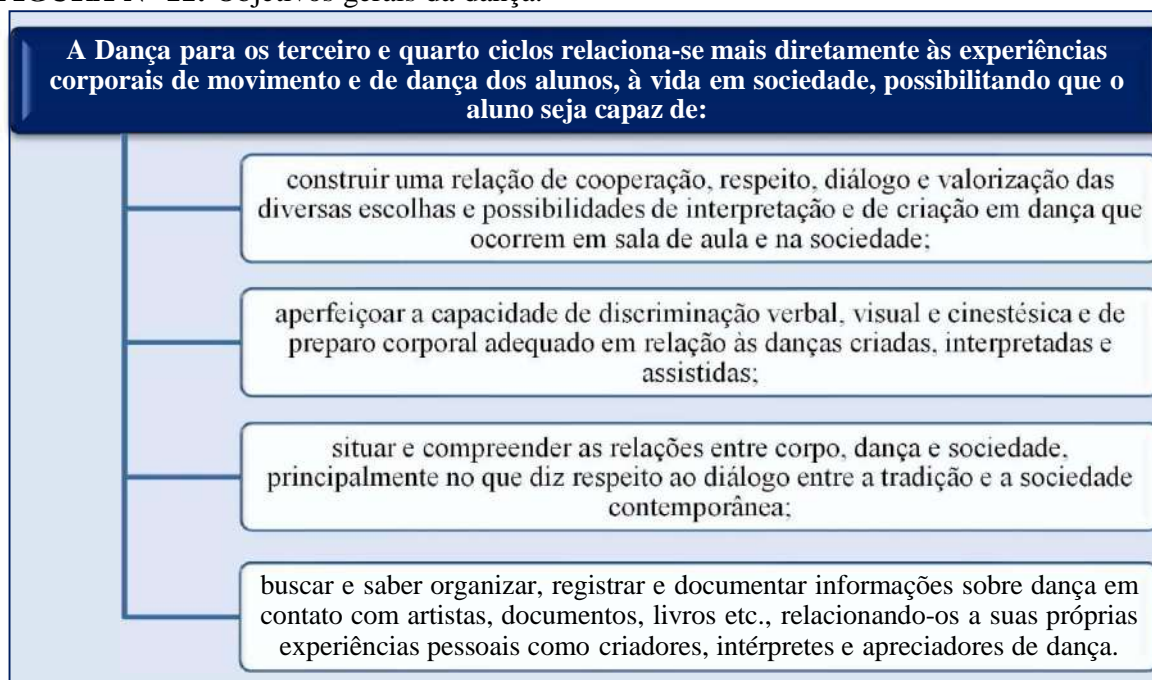 Objetivos gerais da dança.
A Dança para os terceiro e quarto ciclos relaciona-se mais diretamente às experiências
corporais de movimento e de dança dos alunos, à vida em sociedade, possibilitando que o
aluno seja capaz de:
construir uma relação de cooperação, respeito, diálogo e valorização das
diversas escolhas e possibilidades de interpretação e de criação em dança que
ocorrem em sala de aula e na sociedade;
aperfeiçoar a capacidade de discriminação verbal, visual e cinestésica e de
preparo corporal adequado em relação às danças criadas, interpretadas e
assistidas;
situar e compreender as relações entre corpo, dança e sociedade,
principalmente no que diz respeito ao diálogo entre a tradição e a sociedade
contemporânea;
buscar e saber organizar, registrar e documentar informações sobre dança em
contato com artistas, documentos, livros etc., relacionando-os a suas próprias
experiências pessoais como criadores, intérpretes e apreciadores de dança.